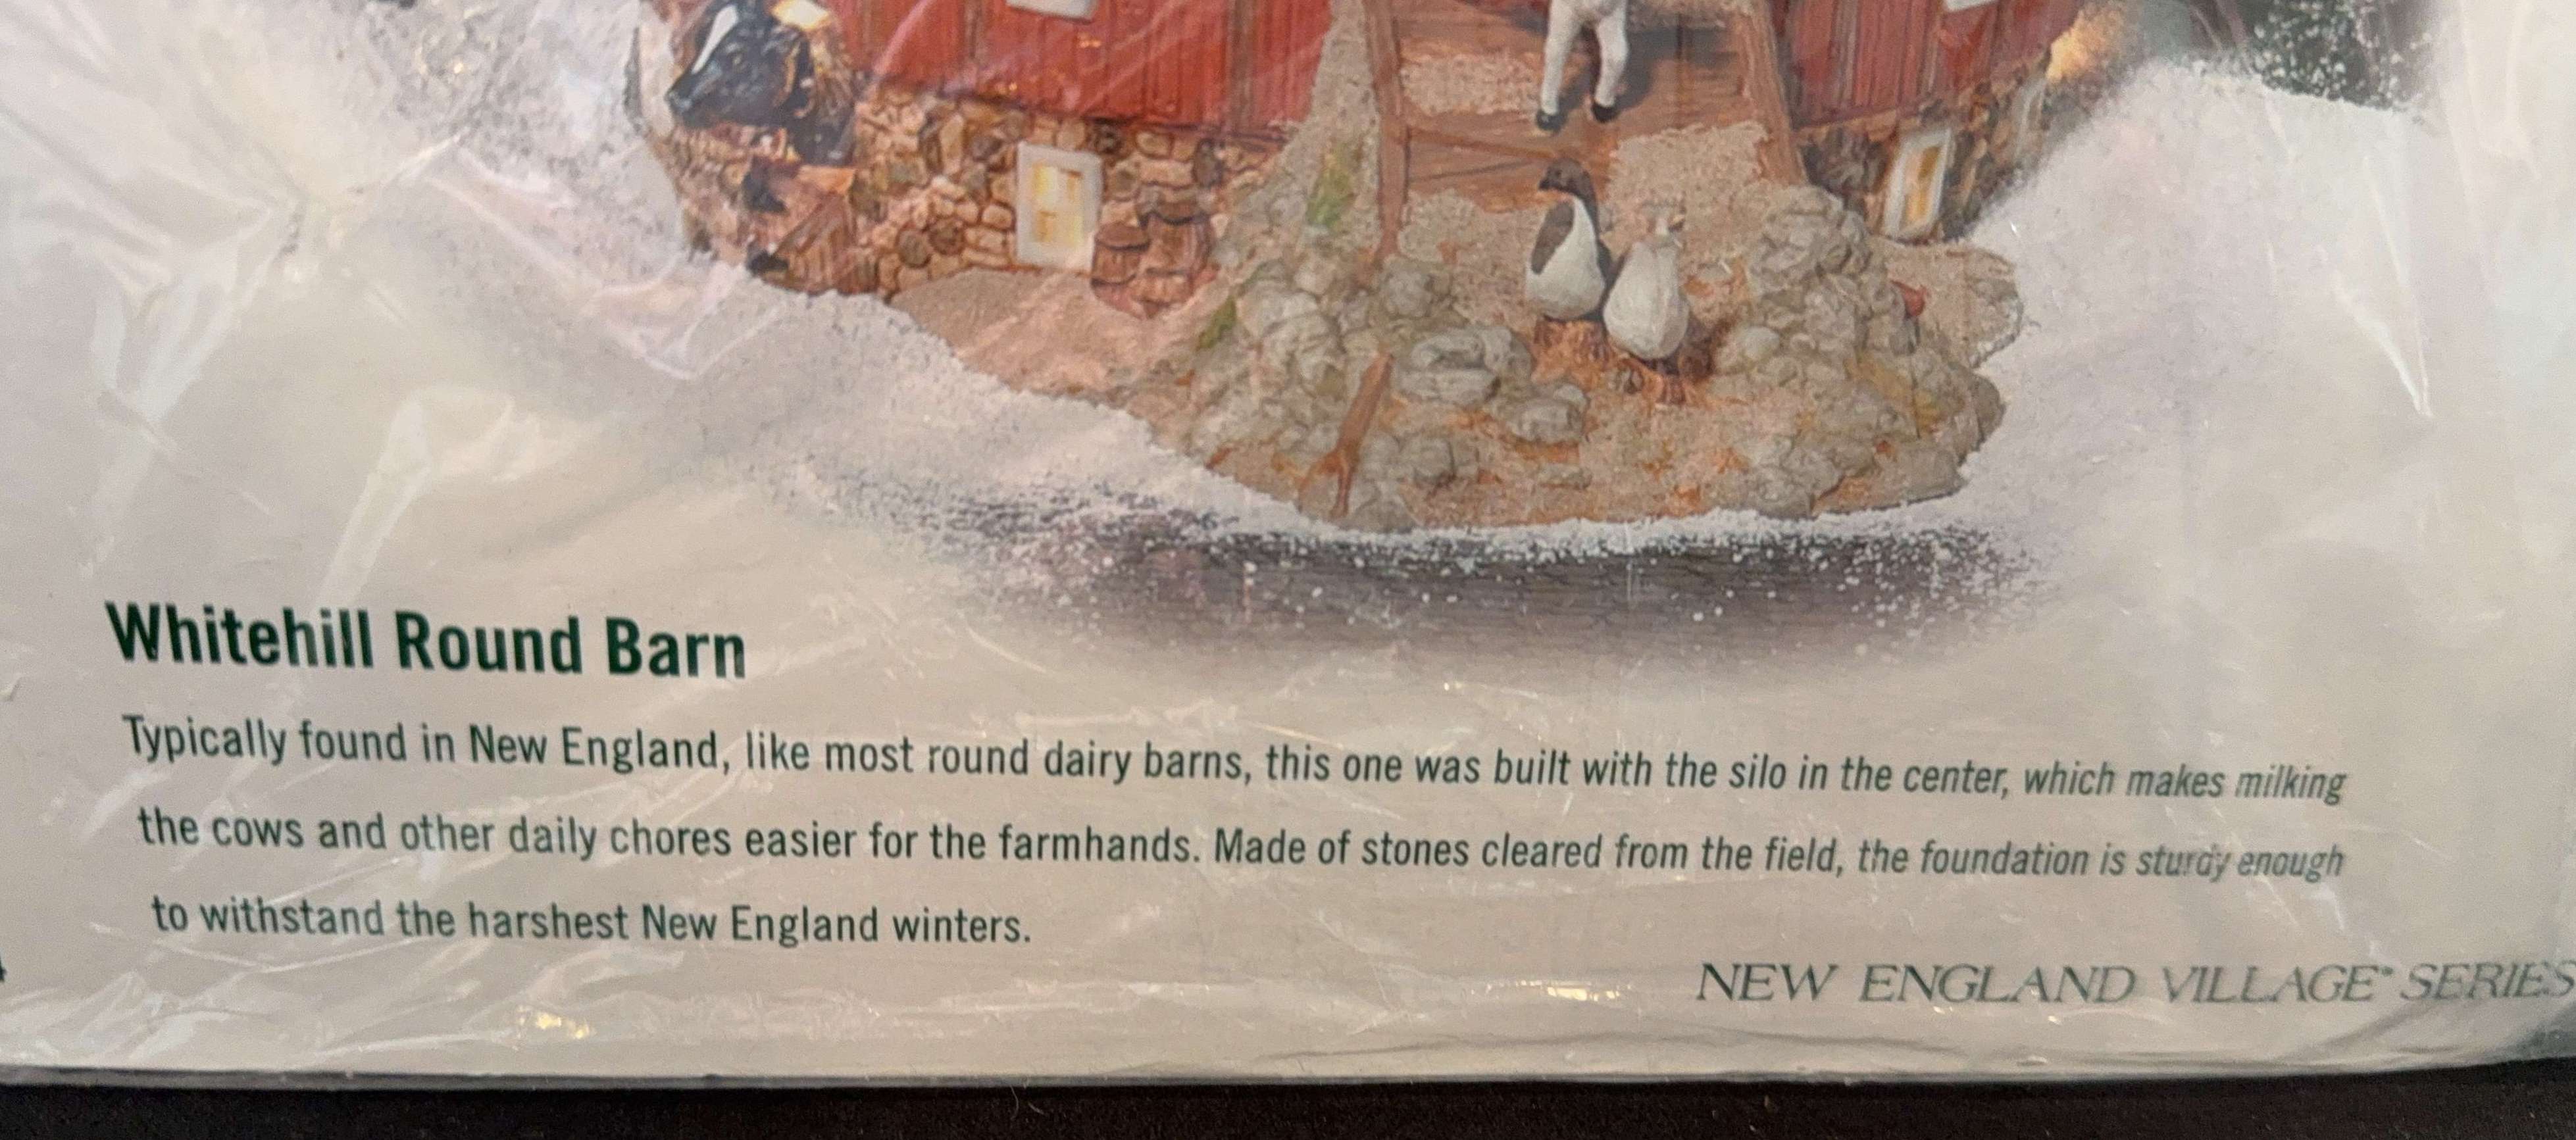 Whitehill Round Barn
Typically found in New England, like most round dairy barns, this one was built with the silo in the center, which makes milking
the cows and other daily chores easier for the farmhands. Made of stones cleared from the field, the foundation is sturdy enough
to withstand the harshest New England winters.
NEW ENGLAND VILLAGE® SERIES